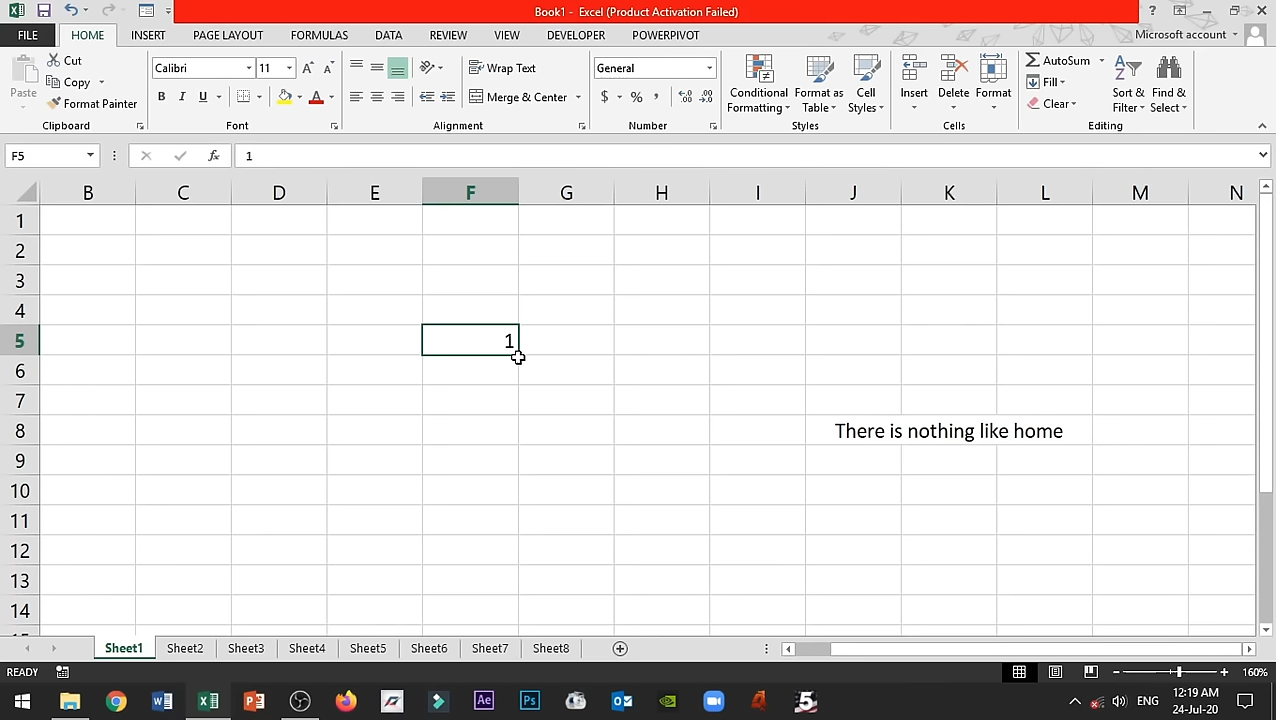 Book1 - Excel (Product Activation Failed)
FILE HOME INSERT PAGE LAYOUT FORMULAS DATA REVIEW VIEW DEVELOPER POWERPIVOT Microsoft account
Cut
Copy
Format Painter
Paste
Clipboard
Calibri 11
B I U A
Font
Wrap Text
Merge & Center
Alignment
General
$ % ,
Number
Conditional Formatting
Format as Table
Cell Styles
Styles
Insert Delete Format
Cells
AutoSum
Fill
Clear
Sort & Filter
Find & Select
Editing
F5 fx 1
B C D E F G H I J K L M N
1
2
3
4
5 1
6
7
8 There is nothing like home
9
10
11
12
13
14
Sheet1 Sheet2 Sheet3 Sheet4 Sheet5 Sheet6 Sheet7 Sheet8
READY 160%
ENG 12:19 AM
24-Jul-20